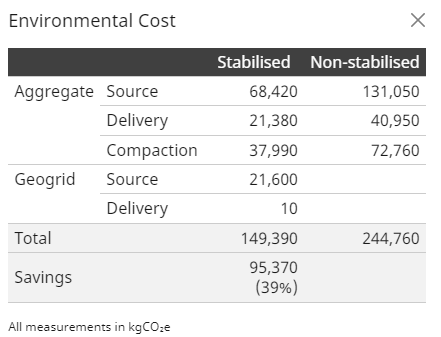 Environmental Cost
Stabilised Non-stabilised
Aggregate Source 68,420 131,050
Delivery 21,380 40,950
Compaction 37,990 72,760
Geogrid Source 21,600
Delivery 10
Total 149,390 244,760
Savings 95,370
(39%)
All measurements in kgCO₂e